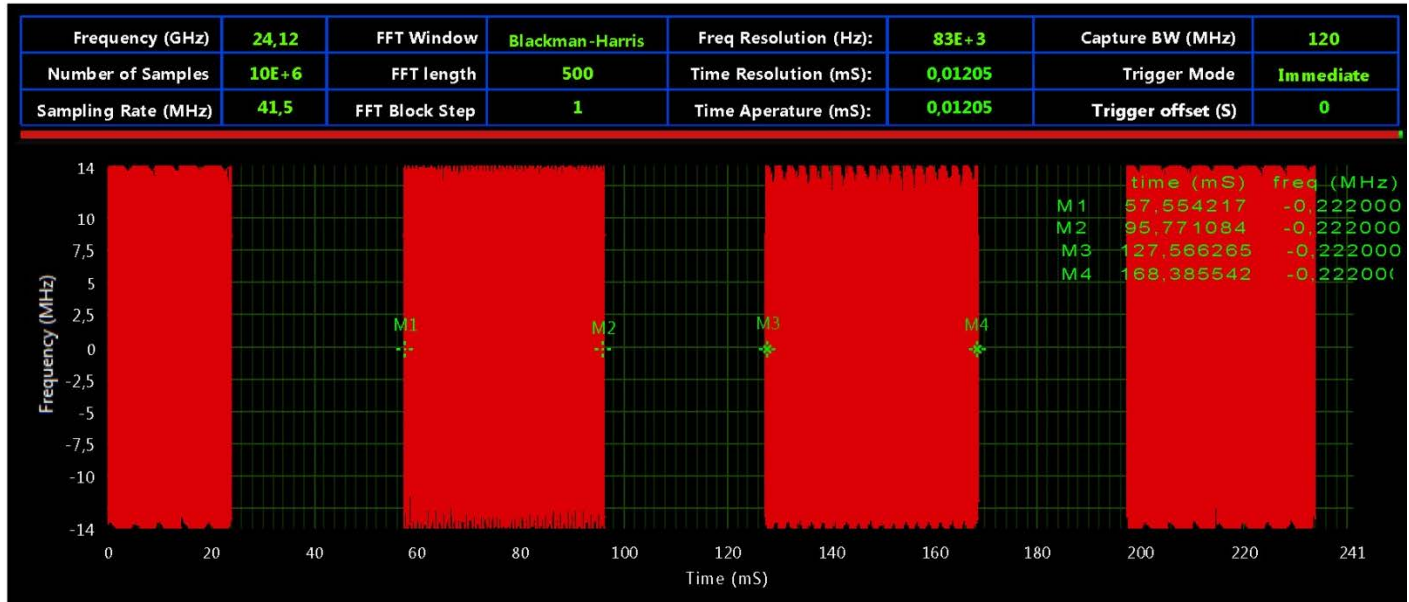 Frequency (GHz) 24,12 FFT Window Blackman-Harris Freq Resolution (Hz): 83E+3 Capture BW (MHz) 120
Number of Samples 10E+6 FFT length 500 Time Resolution (mS): 0,01205 Trigger Mode Immediate
Sampling Rate (MHz) 41,5 FFT Block Step 1 Time Aperature (mS): 0,01205 Trigger offset (S) 0
time (mS) freq (MHz)
M1 57,554217 -0,222000
M2 95,771084 -0,222000
M3 127,566265 -0,222000
M4 168,385542 -0,222000
Frequency (MHz)
14
10
7,5
5
2,5
0
-2,5
-5
-7,5
-10
-14
M1 M2 M3 M4
0 20 40 60 80 100 120 140 160 180 200 220 241
Time (mS)